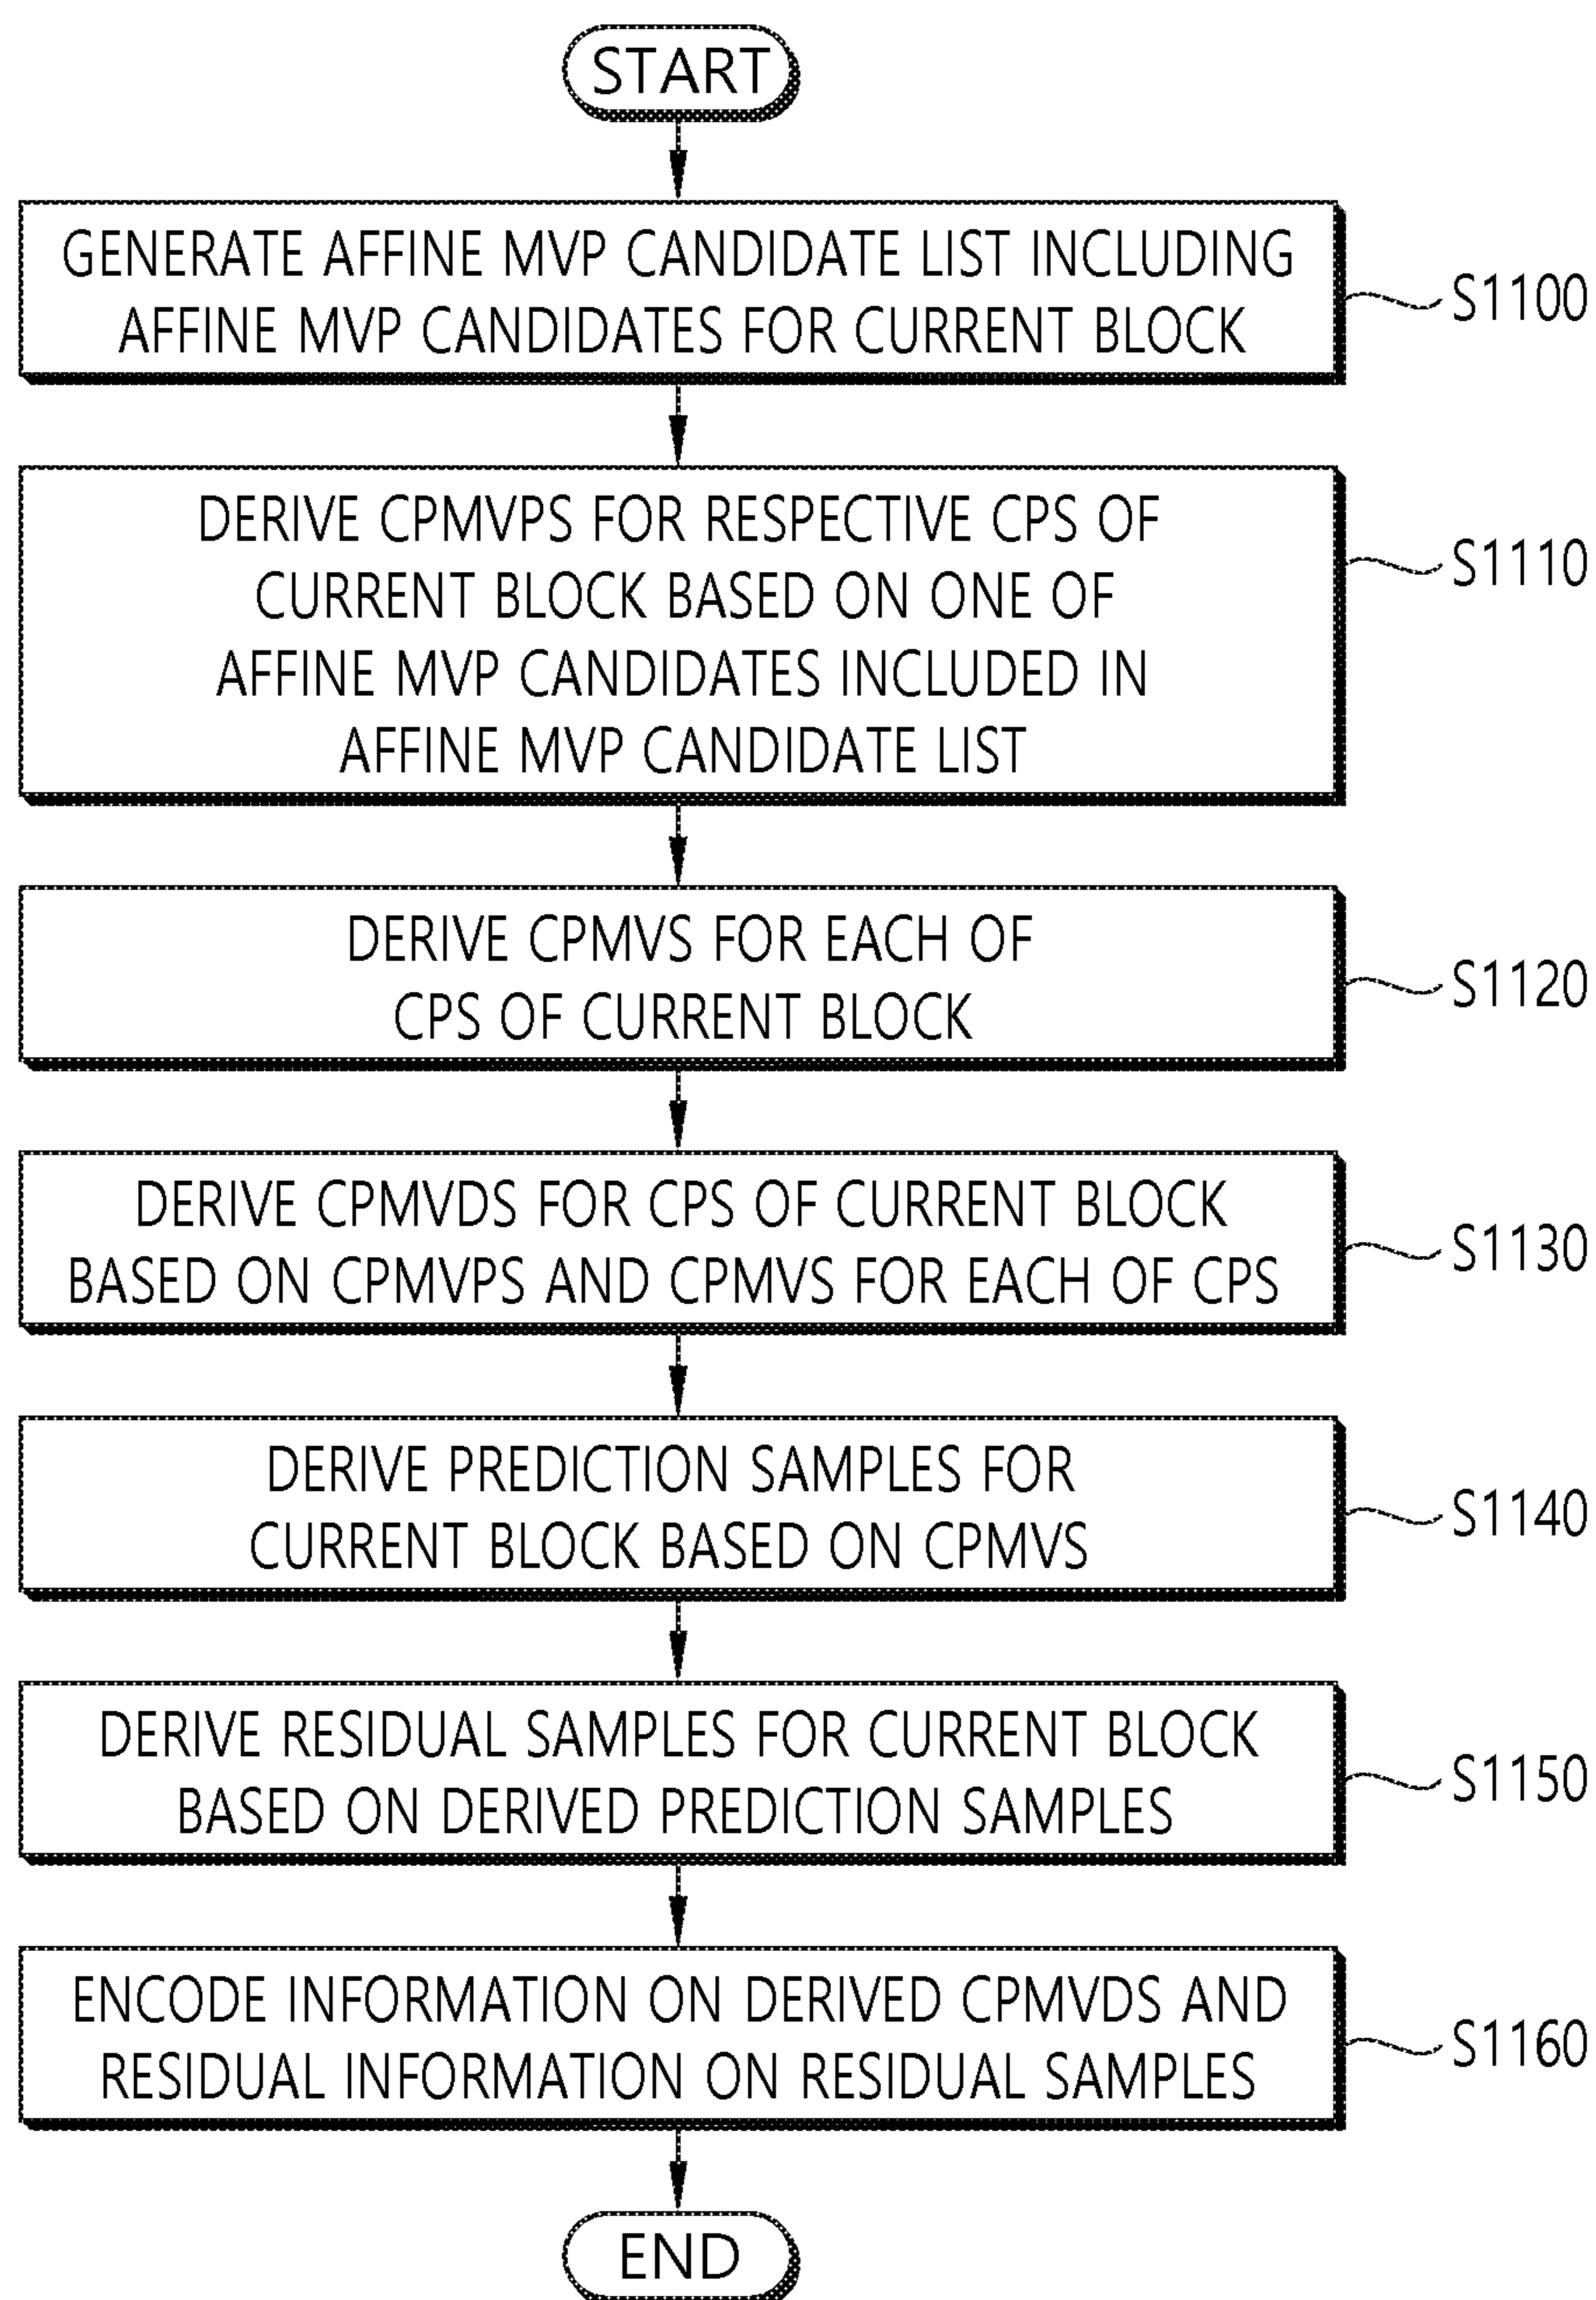 START
GENERATE AFFINE MVP CANDIDATE LIST INCLUDING
AFFINE MVP CANDIDATES FOR CURRENT BLOCK
S1100
DERIVE CPMVPS FOR RESPECTIVE CPS OF
CURRENT BLOCK BASED ON ONE OF
AFFINE MVP CANDIDATES INCLUDED IN
AFFINE MVP CANDIDATE LIST
S1110
DERIVE CPMVS FOR EACH OF
CPS OF CURRENT BLOCK
S1120
DERIVE CPMVDS FOR CPS OF CURRENT BLOCK
BASED ON CPMVPS AND CPMVS FOR EACH OF CPS
S1130
DERIVE PREDICTION SAMPLES FOR
CURRENT BLOCK BASED ON CPMVS
S1140
DERIVE RESIDUAL SAMPLES FOR CURRENT BLOCK
BASED ON DERIVED PREDICTION SAMPLES
S1150
ENCODE INFORMATION ON DERIVED CPMVDS AND
RESIDUAL INFORMATION ON RESIDUAL SAMPLES
S1160
END